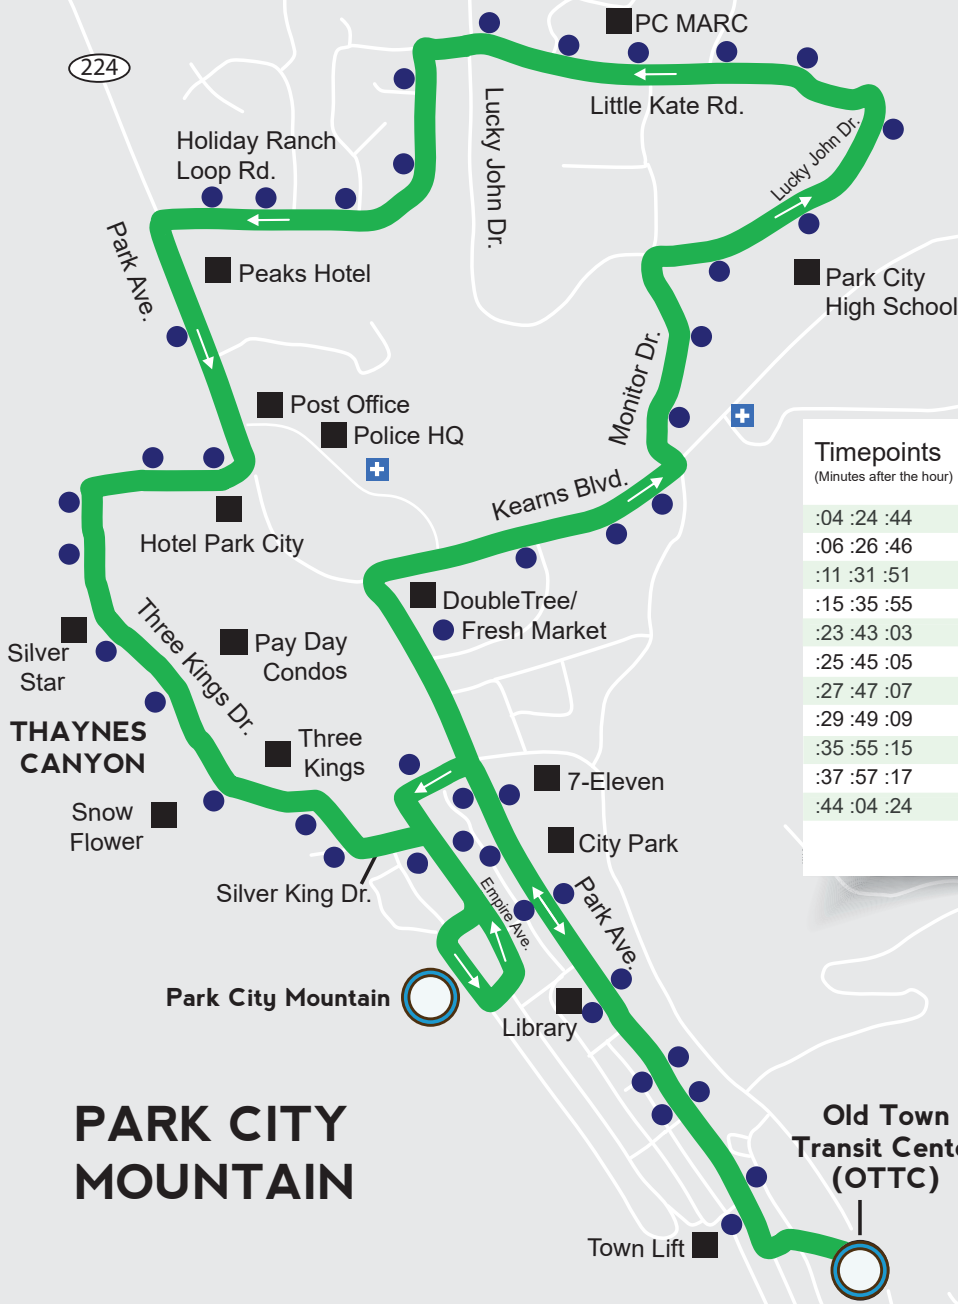 PC MARC
224
Little Kate Rd.
Lucky John Dr.
Lucky John Dr.
Holiday Ranch
Loop Rd.
Park Ave.
Peaks Hotel
Park City
High School
Monitor Dr.
Post Office
Police HQ
Kearns Blvd.
Timepoints
(Minutes after the hour)
:04 :24 :44
:06 :26 :46
:11 :31 :51
:15 :35 :55
:23 :43 :03
:25 :45 :05
:27 :47 :07
:29 :49 :09
:35 :55 :15
:37 :57 :17
:44 :04 :24
Hotel Park City
DoubleTree/
Fresh Market
Three Kings Dr.
Silver
Star
Pay Day
Condos
THAYNES
CANYON
Three
Kings
7-Eleven
Snow
Flower
City Park
Silver King Dr.
Empire Ave.
Park Ave.
Park City Mountain
Library
PARK CITY
MOUNTAIN
Old Town
Transit Cente
(OTTC)
Town Lift